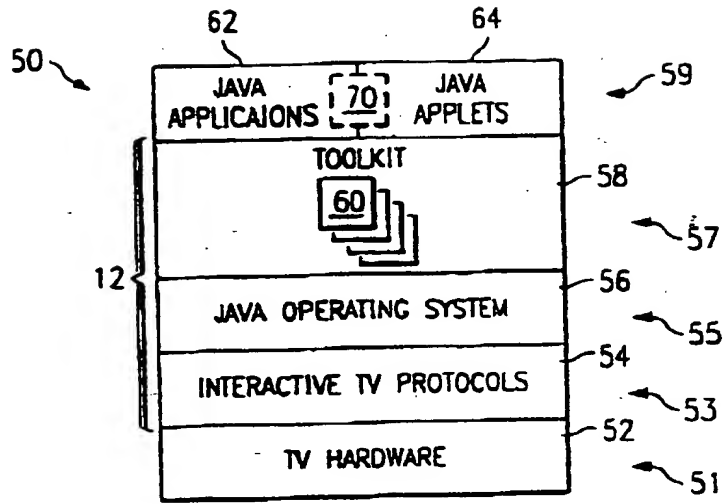 62
64
50
JAVA
APPLICAIONS
70
JAVA
APPLETS
59
TOOLKIT
60
58
57
12
56
JAVA OPERATING SYSTEM
55
54
INTERACTIVE TV PROTOCOLS
53
52
TV HARDWARE
51